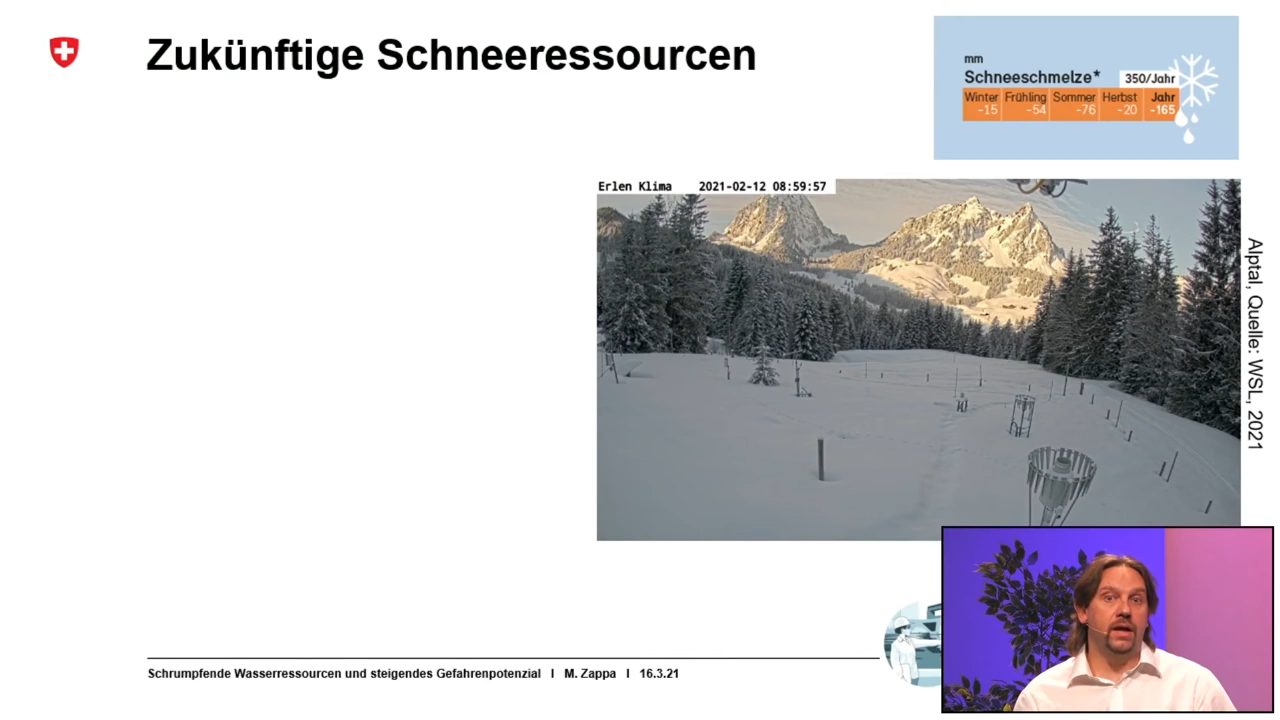 Zukünftige Schneeressourcen
mm
Schneeschmelze* 350/Jahr
Winter Frühling Sommer Herbst Jahr
-15 -54 -76 -20 -165
Erlen Klima 2021-02-12 08:59:57
Alptal, Quelle: WSL, 2021
Schrumpfende Wasserressourcen und steigendes Gefahrenpotenzial I M. Zappa I 16.3.21